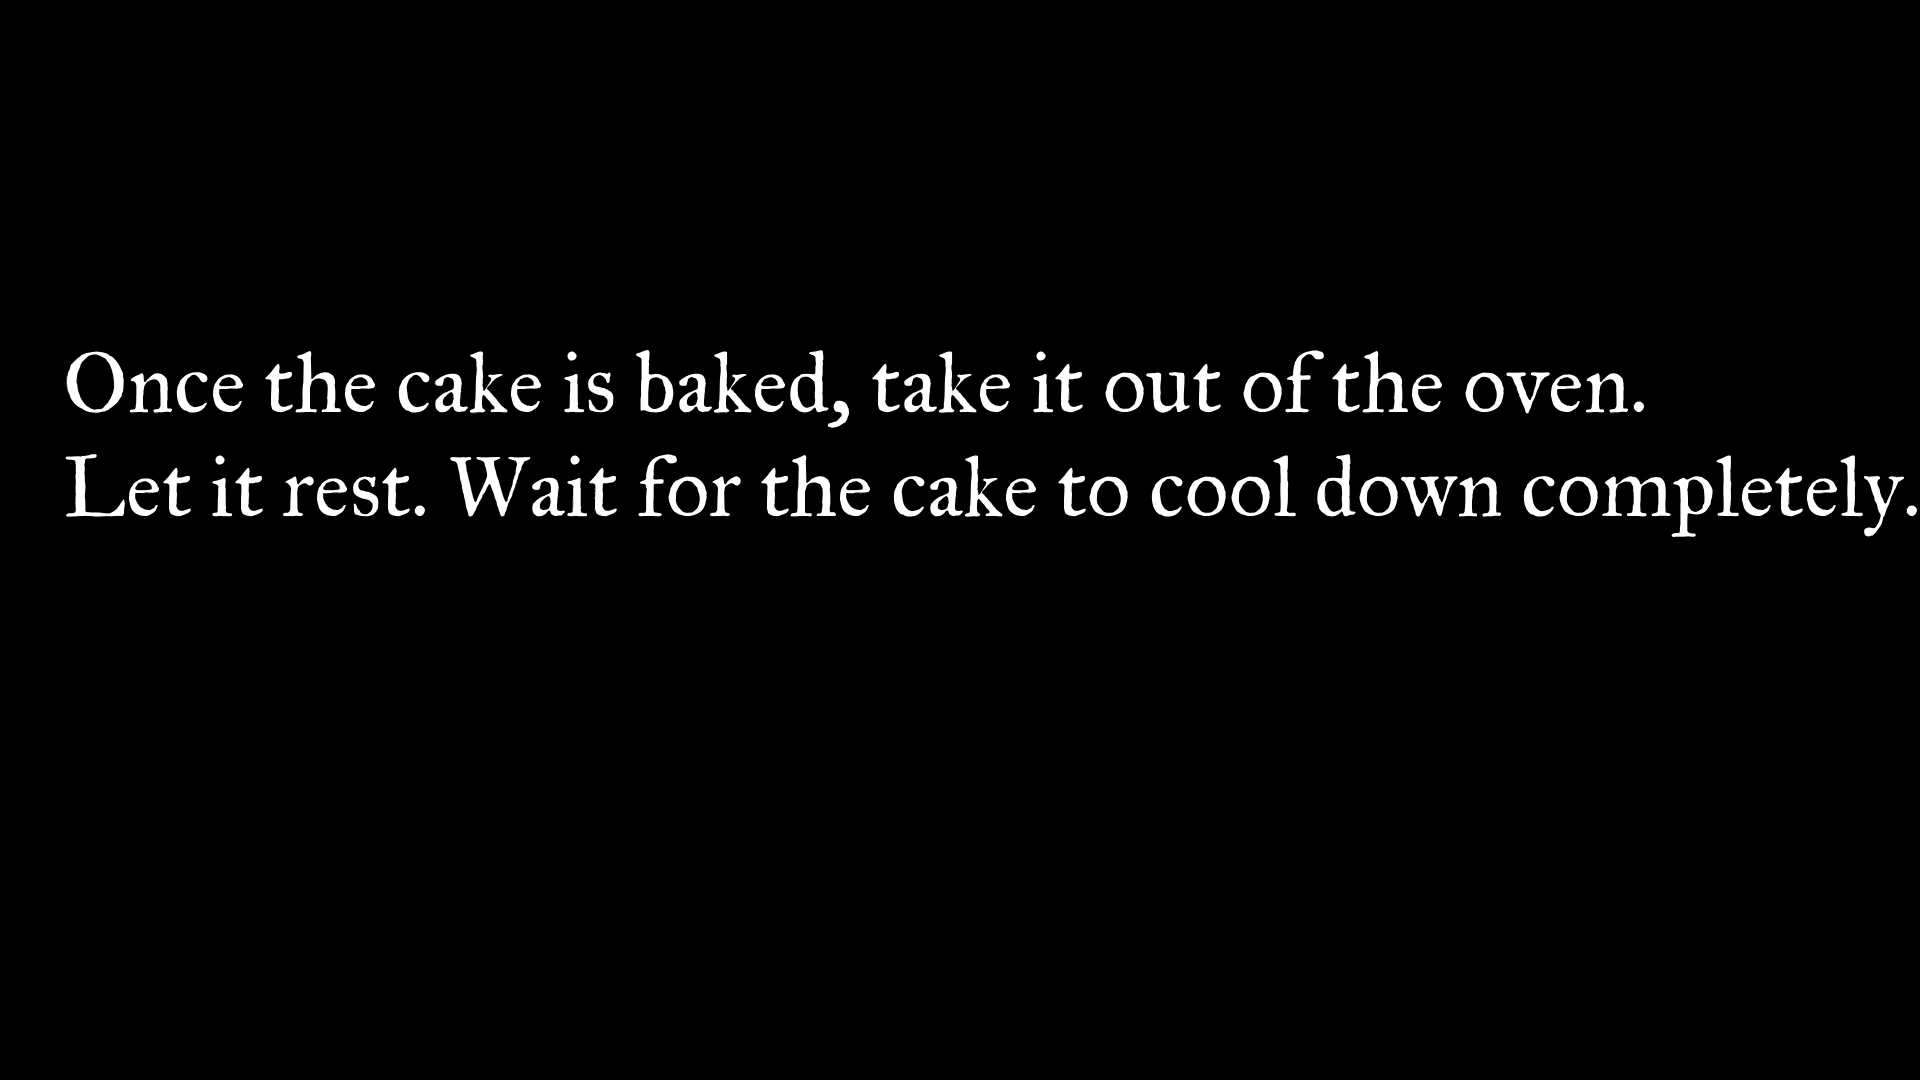 Once the cake is baked, take it out of the oven.
Let it rest. Wait for the cake to cool down completely.